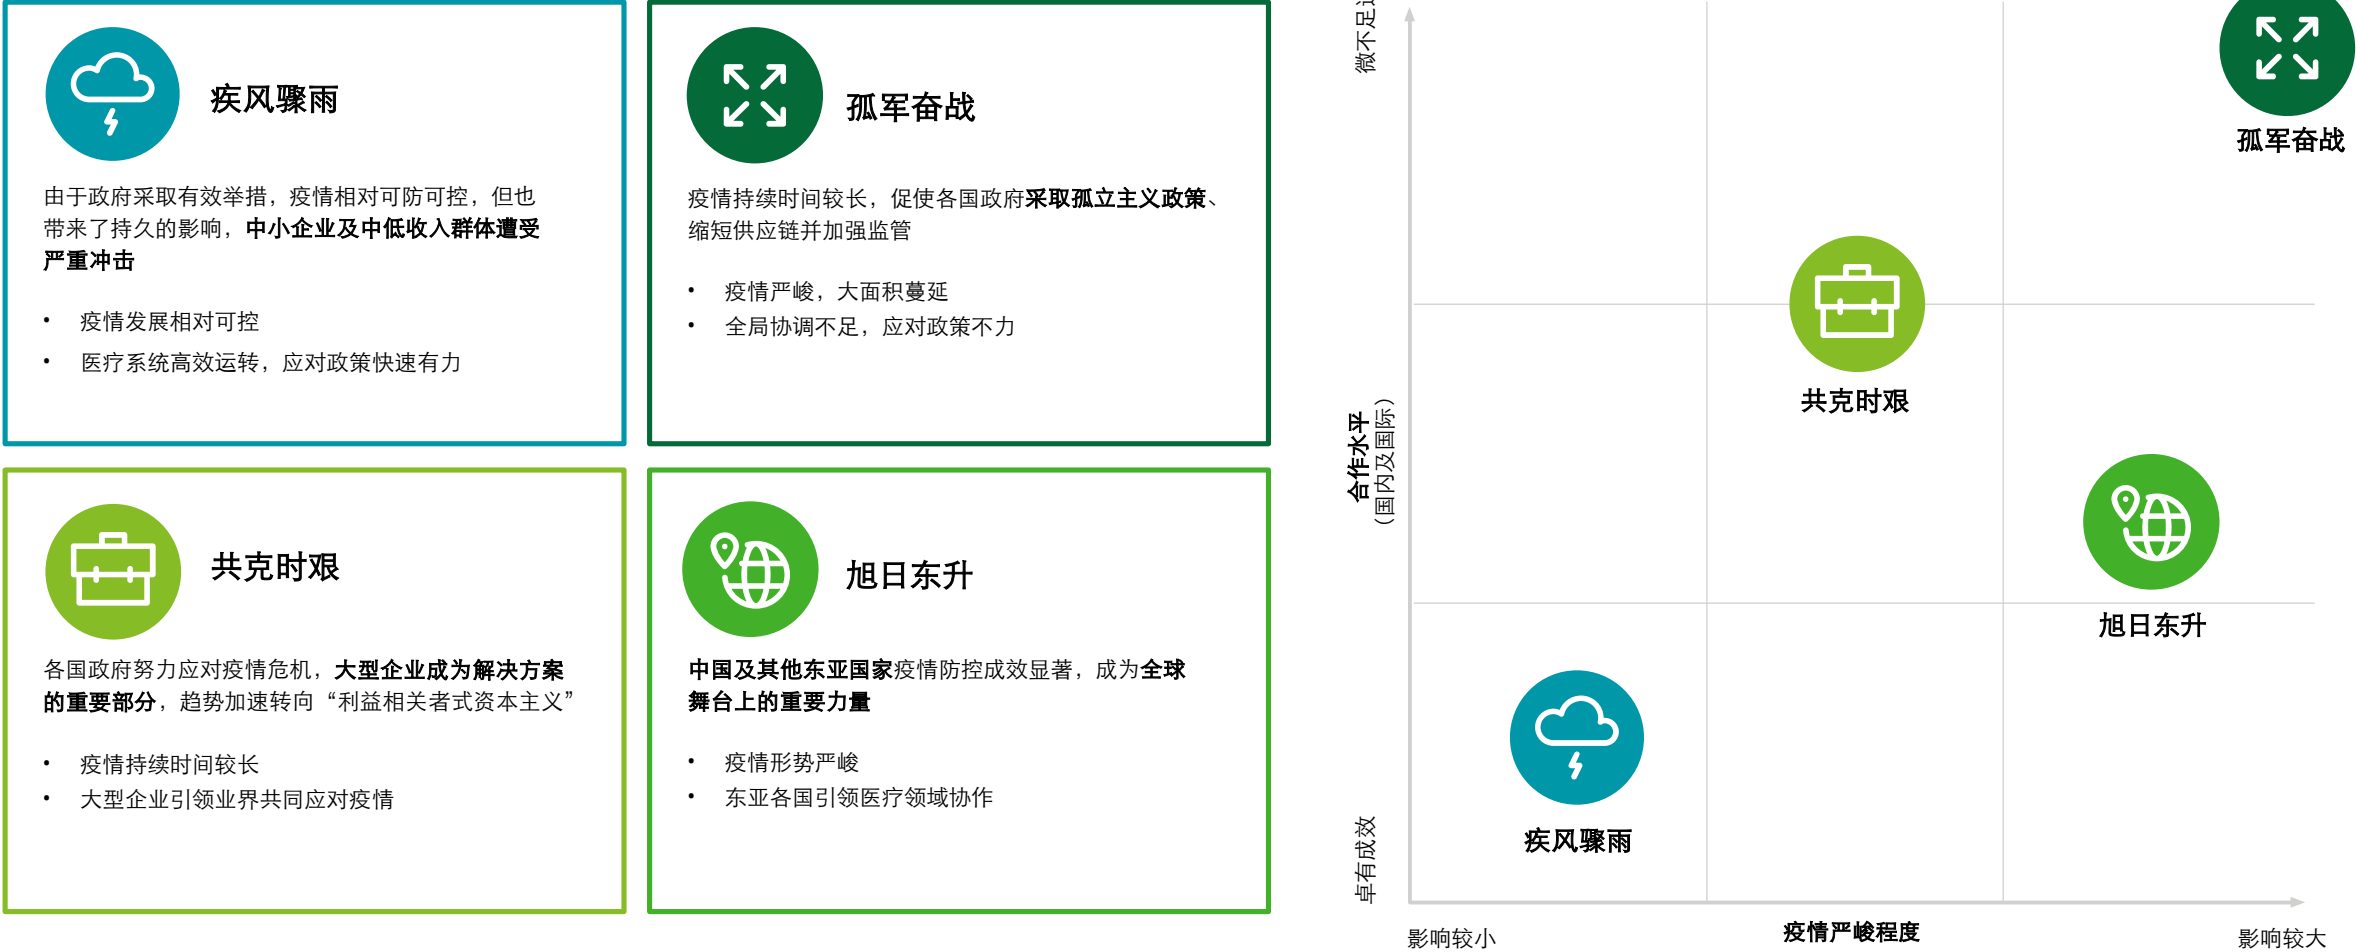 疾风骤雨
由于政府采取有效举措，疫情相对可防可控，但也
带来了持久的影响，中小企业及中低收入群体遭受
严重冲击
• 疫情发展相对可控
• 医疗系统高效运转，应对政策快速有力
孤军奋战
疫情持续时间较长，促使各国政府采取孤立主义政策、
缩短供应链并加强监管
• 疫情严峻，大面积蔓延
• 全局协调不足，应对政策不力
共克时艰
各国政府努力应对疫情危机，大型企业成为解决方案
的重要部分，趋势加速转向“利益相关者式资本主义”
• 疫情持续时间较长
• 大型企业引领业界共同应对疫情
旭日东升
中国及其他东亚国家疫情防控成效显著，成为全球
舞台上的重要力量
• 疫情形势严峻
• 东亚各国引领医疗领域协作
微不足道
合作水平
（国内及国际）
卓有成效
孤军奋战
共克时艰
旭日东升
疾风骤雨
影响较小
疫情严峻程度
影响较大